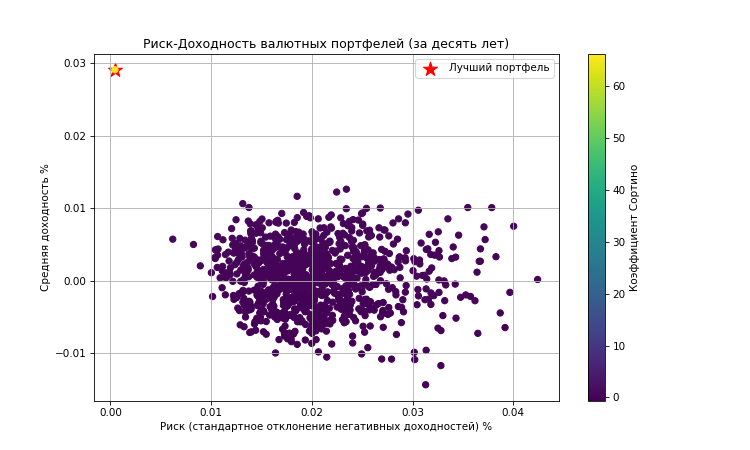 Риск-Доходность валютных портфелей (за десять лет)
Лучший портфель
0.03
0.02
0.01
0.00
−0.01
Средняя доходность %
0.00 0.01 0.02 0.03 0.04
Риск (стандартное отклонение негативных доходностей) %
60
50
40
30
20
10
0
Коэффициент Сортино